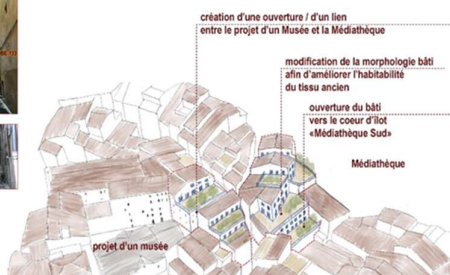 création d'une ouverture / d'un lien
entre le projet d'un Musée et la Médiathèque
modification de la morphologie bâti
afin d'améliorer l'habitabilité
du tissu ancien
ouverture du bâti
vers le coeur d'îlot
«Médiathèque Sud»
Médiathèque
projet d'un musée